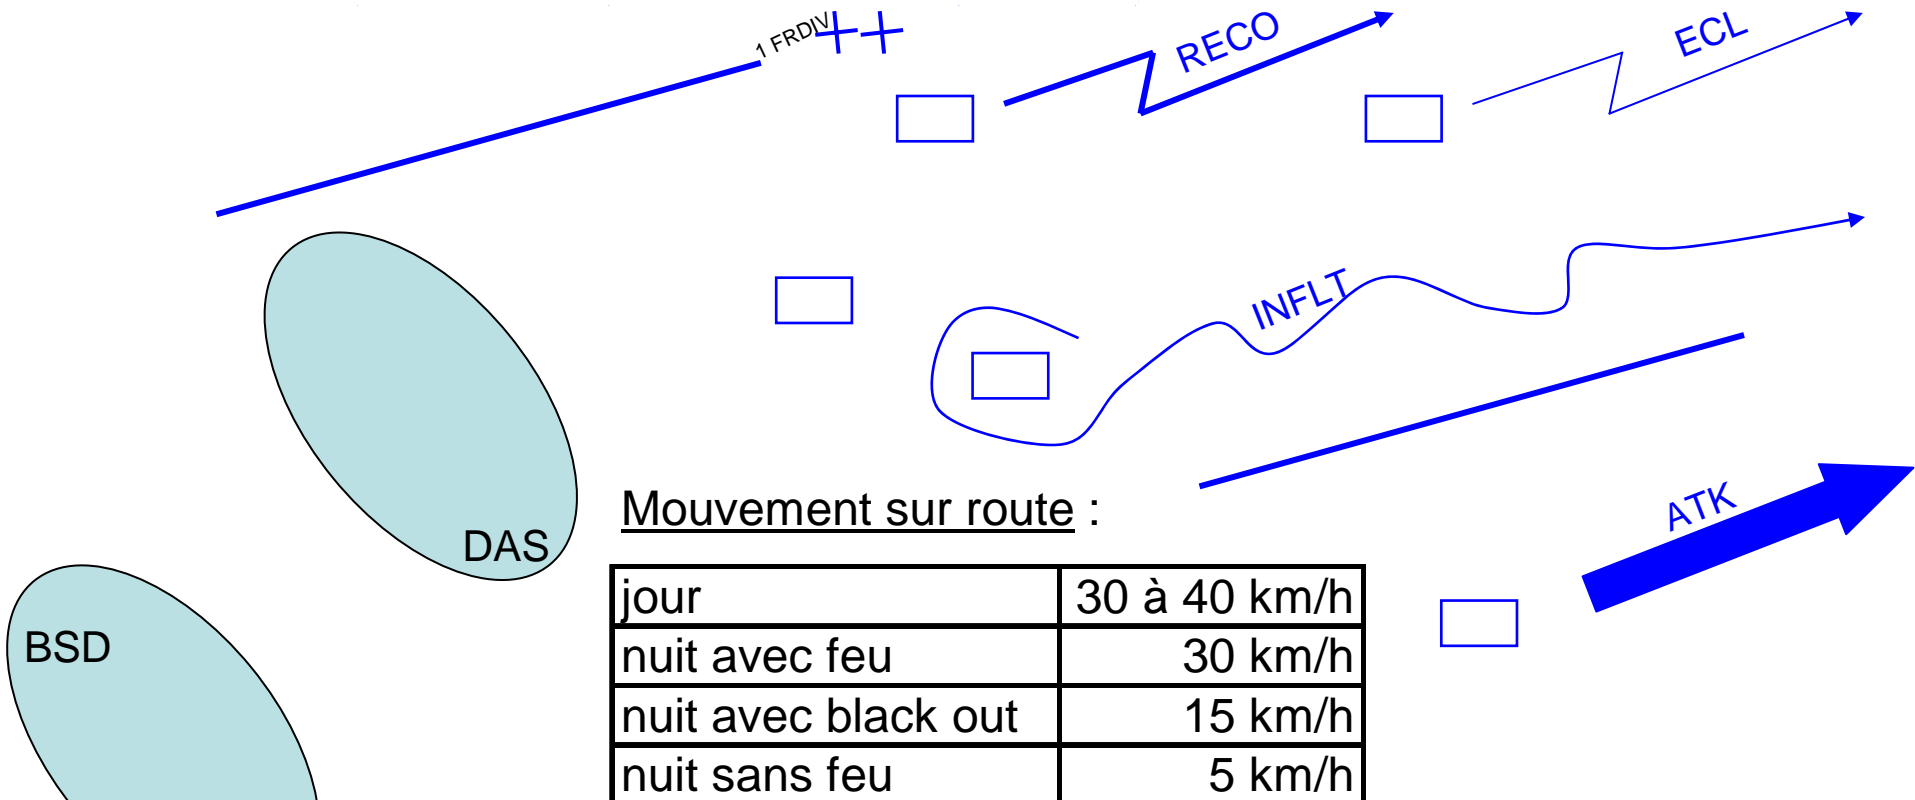 1 FRDIV
RECO
ECL
INFLT
Mouvement sur route :
ATK
DAS
jour 30 à 40 km/h
BSD
nuit avec feu 30 km/h
nuit avec black out 15 km/h
nuit sans feu 5 km/h